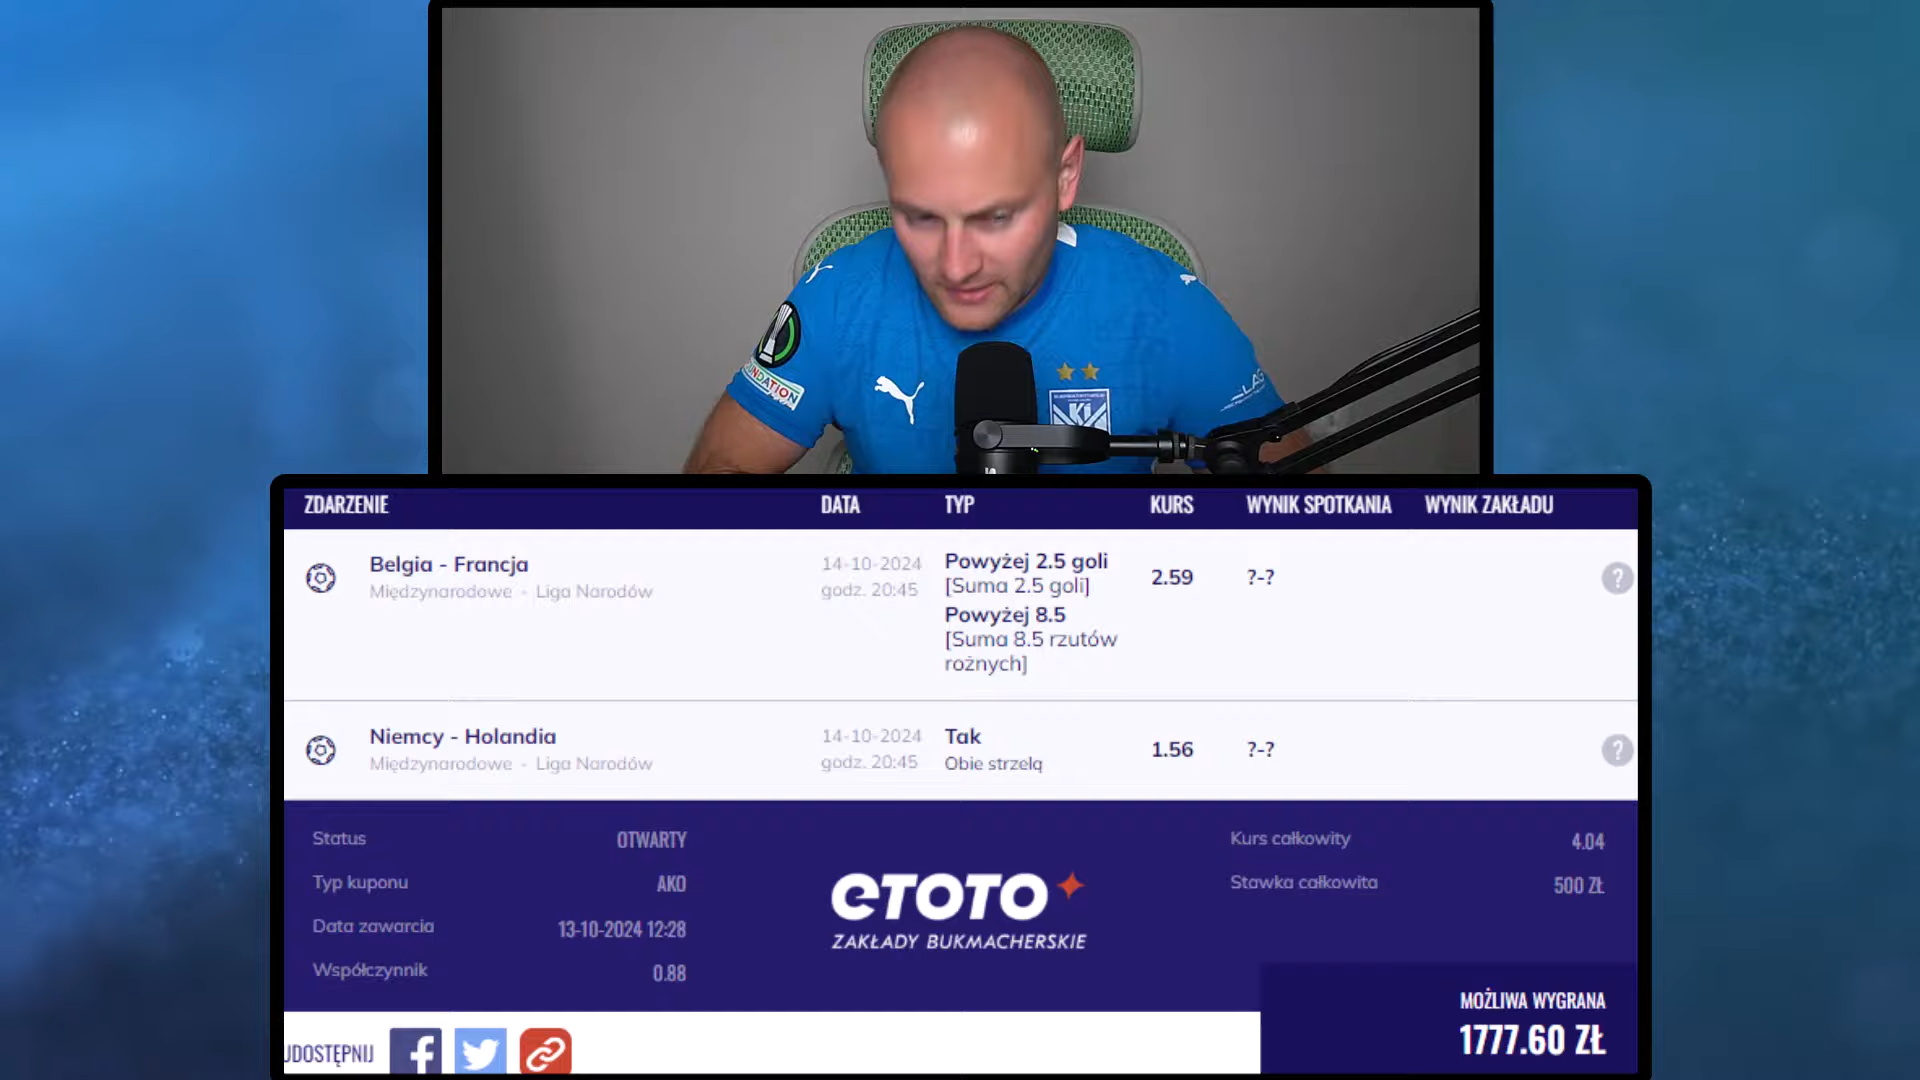 UNDATION
KÍ
LAG
ZDARZENIE DATA TYP KURS WYNIK SPOTKANIA WYNIK ZAKŁADU
Belgia - Francja 14-10-2024 Powyżej 2.5 goli 2.59 ?-? ?
Międzynarodowe - Liga Narodów godz. 20:45 [Suma 2.5 goli]
Powyżej 8.5
[Suma 8.5 rzutów
rożnych]
Niemcy - Holandia 14-10-2024 Tak 1.56 ?-? ?
Międzynarodowe - Liga Narodów godz. 20:45 Obie strzelą
Status OTWARTY
Typ kuponu AKO
Data zawarcia 13-10-2024 12:28
Współczynnik 0.88
eTOTO
ZAKŁADY BUKMACHERSKIE
Kurs całkowity 4.04
Stawka całkowita 500 ZŁ
MOŻLIWA WYGRANA
1777.60 ZŁ
UDOSTĘPNIJ